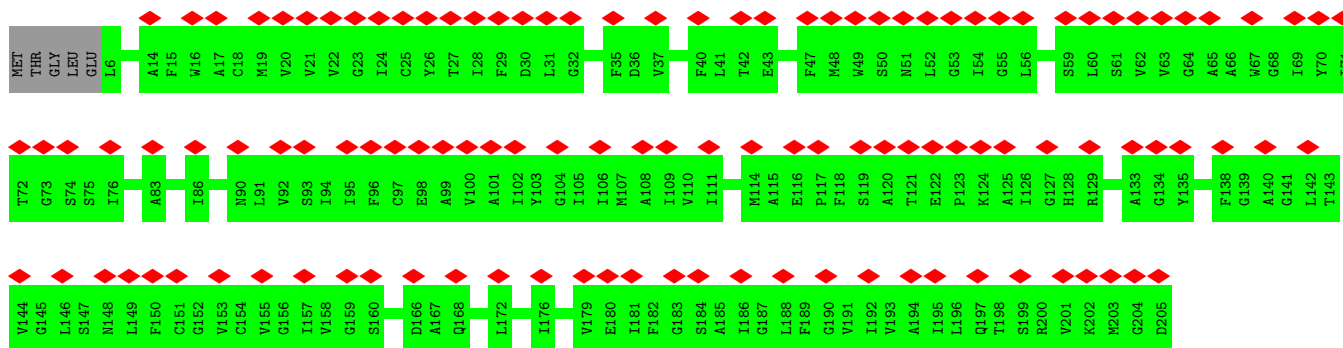 MET THR GLY LEU GLU L6 A14 F15 W16 A17 C18 M19 V20 V21 V22 G23 I24 C25 Y26 T27 I28 F29 D30 L31 G32 F35 D36 V37 F40 L41 T42 E43 F47 M48 W49 S50 N51 L52 G53 I54 G55 L56 S59 L60 S61 V62 V63 G64 A65 A66 W67 G68 I69 Y70
T72 G73 S74 S75 I76 A83 I86 N90 L91 V92 S93 I94 I95 F96 C97 E98 A99 V100 A101 I102 Y103 G104 I105 I106 M107 A108 I109 V110 I111 M114 A115 E116 P117 F118 S119 A120 T121 E122 P123 K124 A125 I126 G127 H128 R129 A133 G134 Y135 F138 G139 A140 G141 L142 T143
V144 G145 L146 S147 N148 L149 F150 C151 G152 V153 C154 V155 G156 I157 V158 G159 S160 D166 A167 Q168 L172 I176 V179 E180 I181 F182 G183 S184 A185 I186 G187 L188 F189 G190 V191 I192 V193 A194 I195 L196 Q197 T198 S199 R200 V201 K202 M203 G204 D205